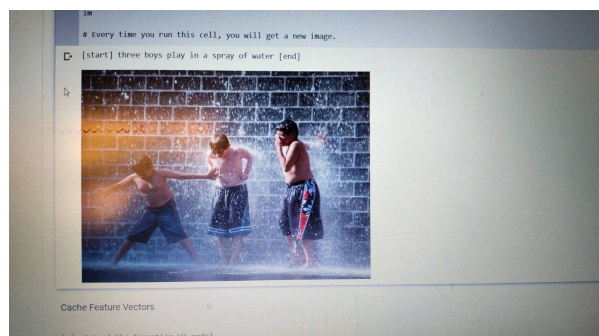 im
# Every time you run this cell, you will get a new image.
[start] three boys play in a spray of water [end]
Cache Feature Vectors